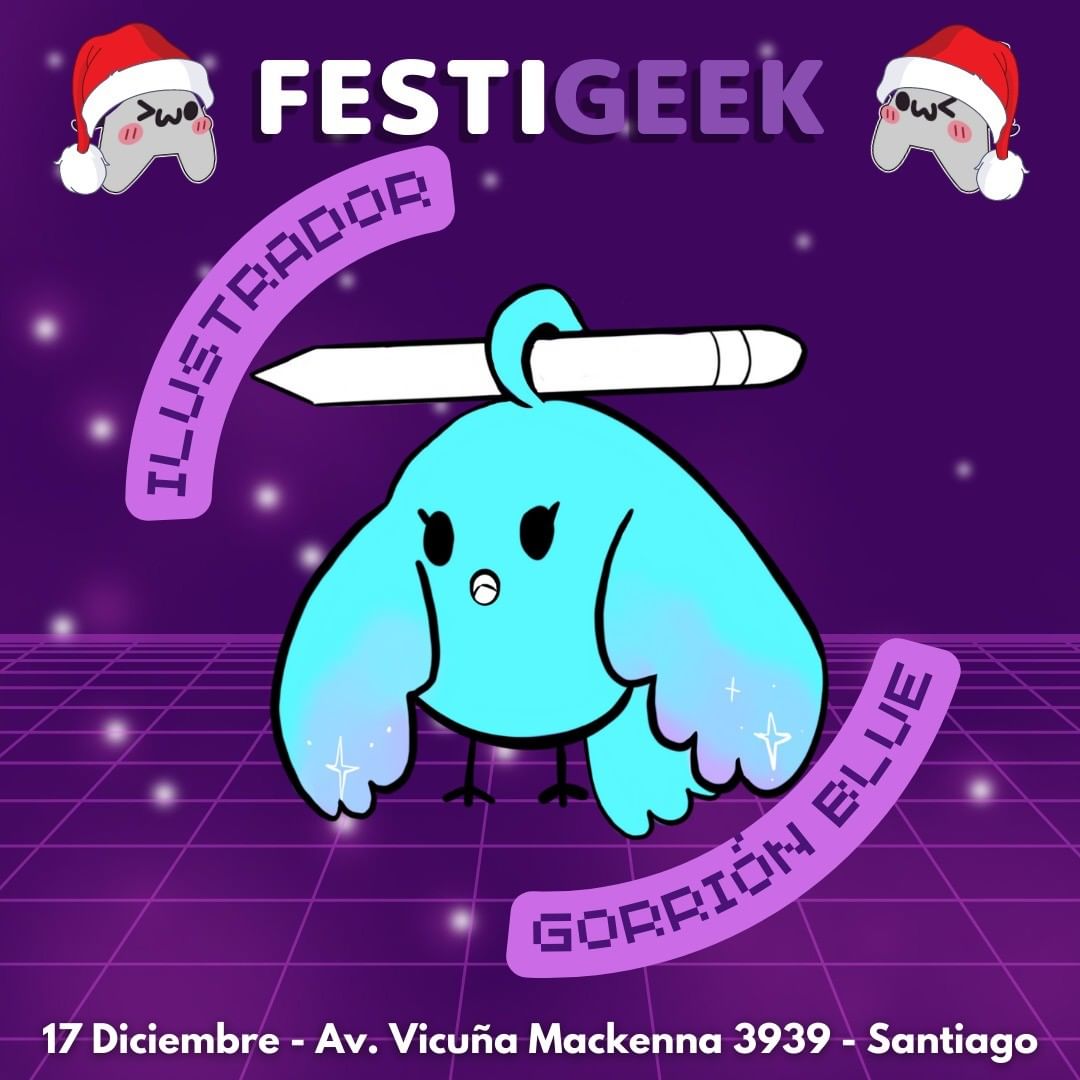 FESTIGEEK
ILUSTRADOR
GORRIÓN BLUE
17 Diciembre - Av. Vicuña Mackenna 3939 - Santiago